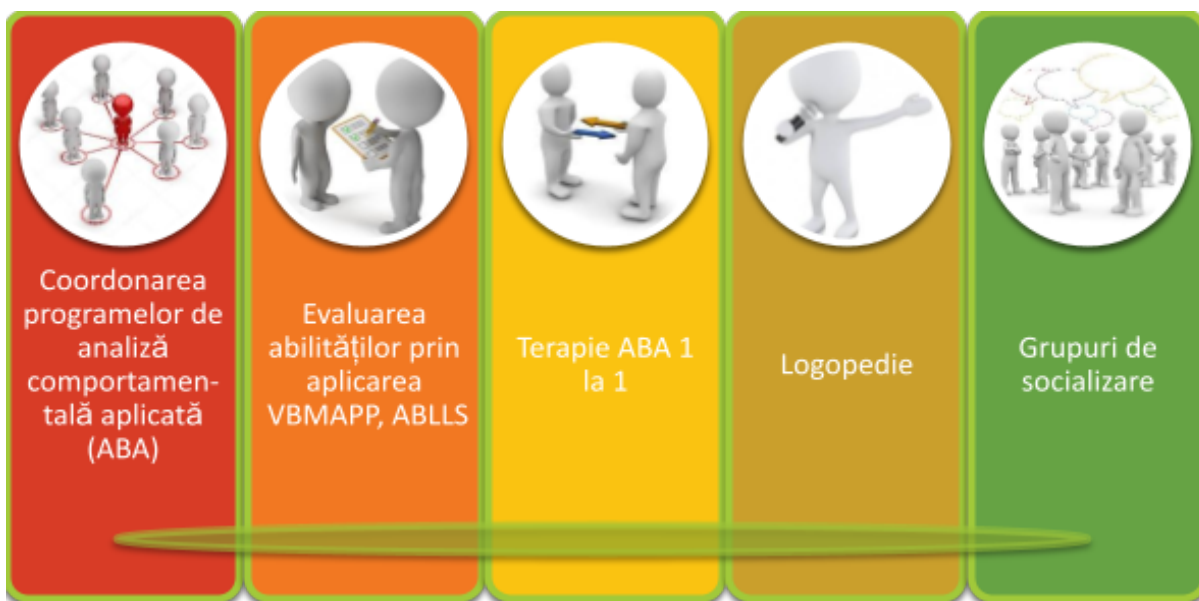 Coordonarea
programelor de
analiză
comportamen-
tală aplicată
(ABA)
Evaluarea
abilităților prin
aplicarea
VBMAPP, ABLLS
Terapie ABA 1
la 1
Logopedie
Grupuri de
socializare